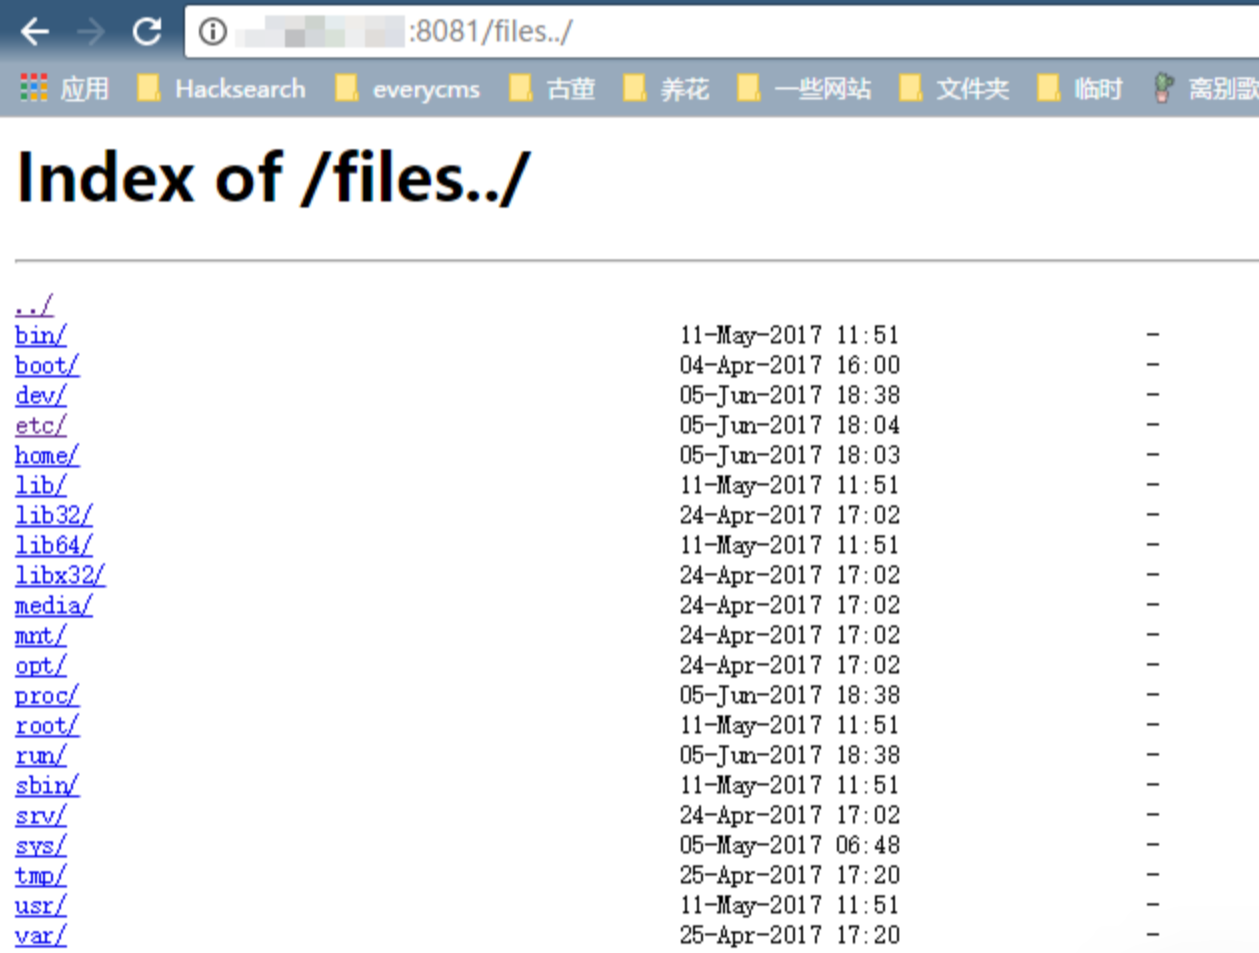 :8081/files../
应用 Hacksearch everycms 古董 养花 一些网站 文件夹 临时 离别歌
Index of /files../
../
bin/ 11-May-2017 11:51 -
boot/ 04-Apr-2017 16:00 -
dev/ 05-Jun-2017 18:38 -
etc/ 05-Jun-2017 18:04 -
home/ 05-Jun-2017 18:03 -
lib/ 11-May-2017 11:51 -
lib32/ 24-Apr-2017 17:02 -
lib64/ 11-May-2017 11:51 -
libx32/ 24-Apr-2017 17:02 -
media/ 24-Apr-2017 17:02 -
mnt/ 24-Apr-2017 17:02 -
opt/ 24-Apr-2017 17:02 -
proc/ 05-Jun-2017 18:38 -
root/ 11-May-2017 11:51 -
run/ 05-Jun-2017 18:38 -
sbin/ 11-May-2017 11:51 -
srv/ 24-Apr-2017 17:02 -
sys/ 05-May-2017 06:48 -
tmp/ 25-Apr-2017 17:20 -
usr/ 11-May-2017 11:51 -
var/ 25-Apr-2017 17:20 -